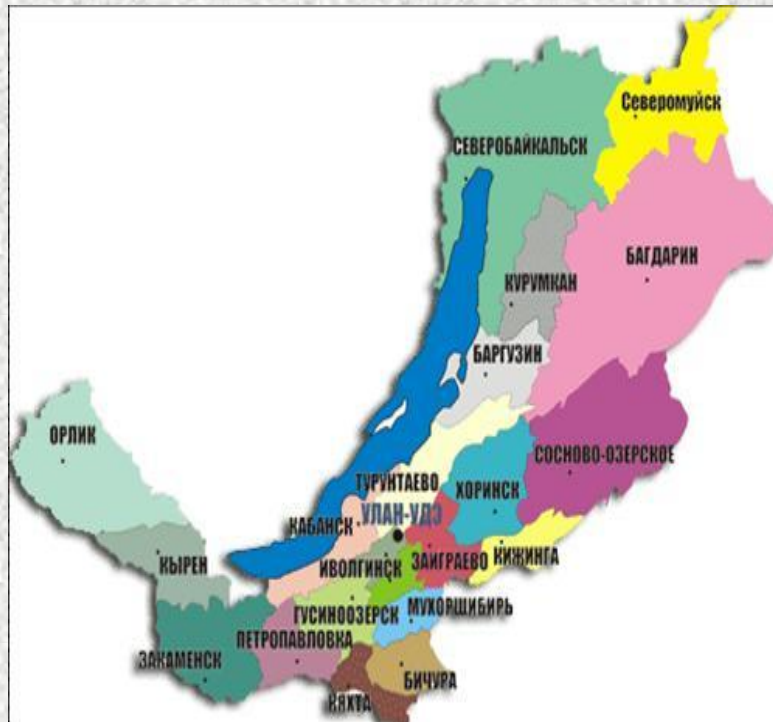 Северомуйск
СЕВЕРОБАЙКАЛЬСК
БАГДАРИН
КУРУМКАН
БАРГУЗИН
ОРЛИК
СОСНОВО-ОЗЕРСКОЕ
ТУРУНТАЕВО
ХОРИНСК
УЛАН-УДЭ
КАБАНСК
КЫРЕН
ИВОЛГИНСК
ЗАИГРАЕВО
КИЖИНГА
ГУСИНООЗЕРСК
МУХОРШИБИРЬ
ПЕТРОПАВЛОВКА
ЗАКАМЕНСК
БИЧУРА
КЯХТА